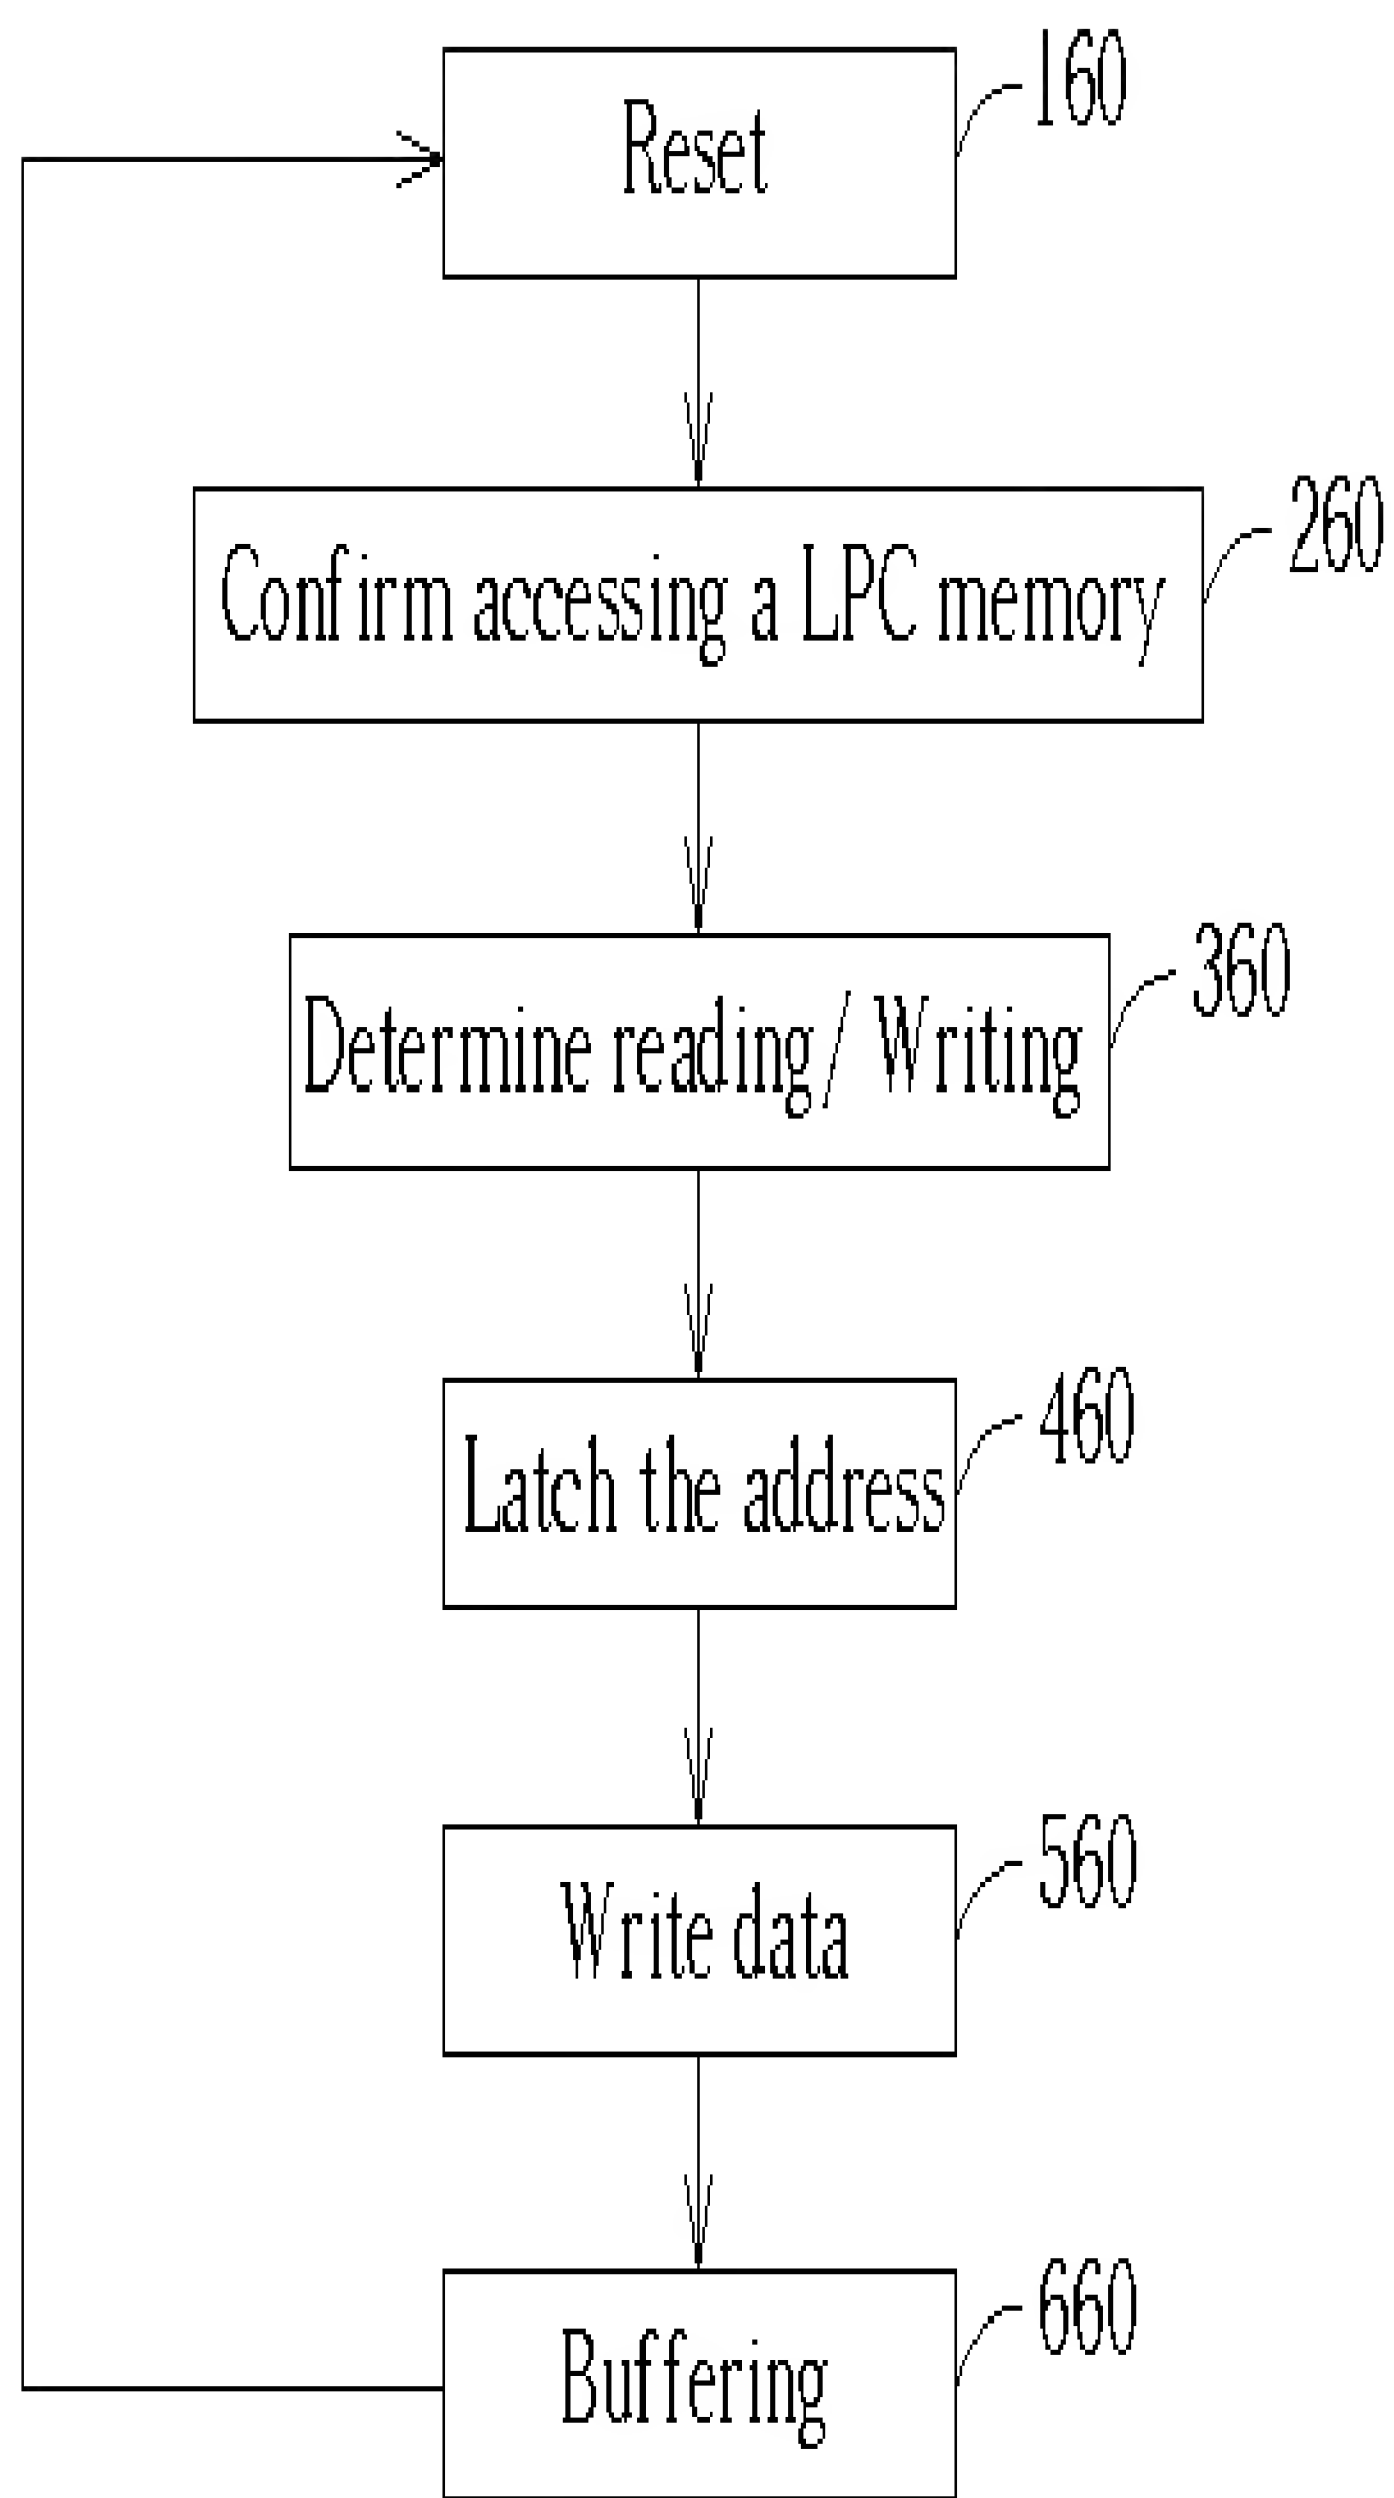 160
Reset
260
Confirm accessing a LPC memory
360
Determine reading/ Writing
460
Latch the address
560
Write data
660
Buffering